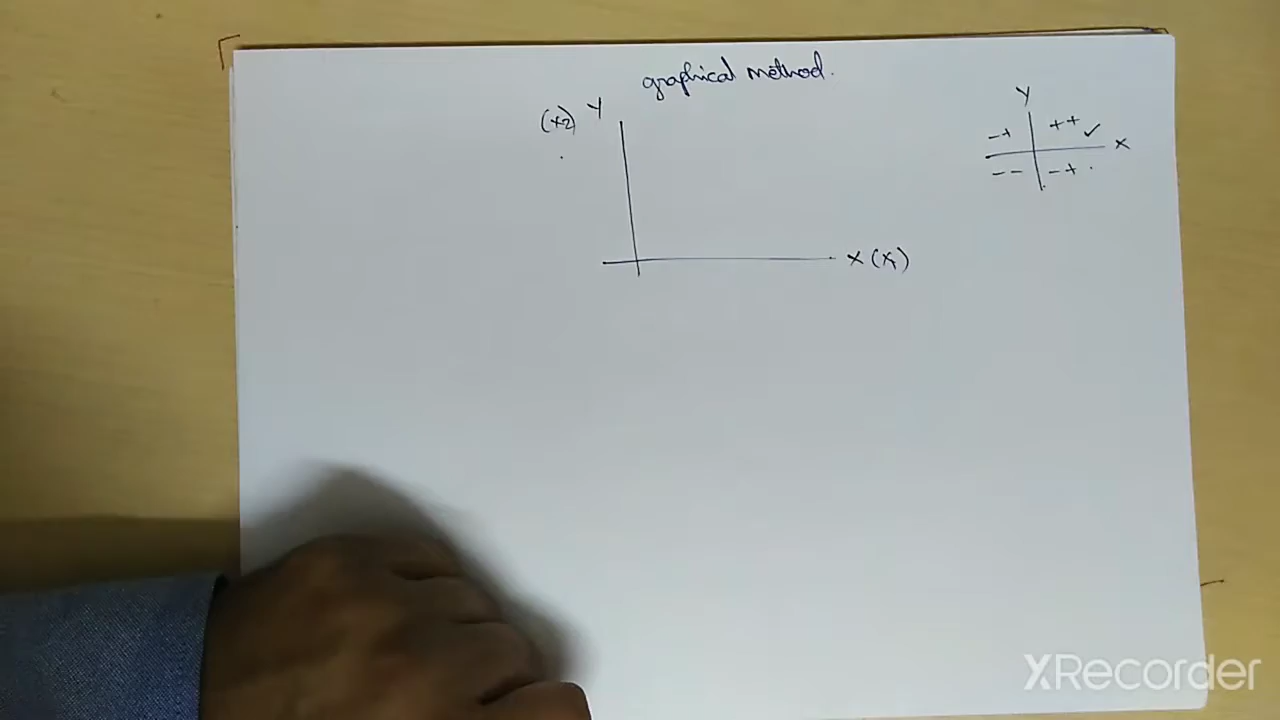 graphical method.
(x2) Y
X (x1)
Y
-+ ++ ✓
X
-- -+
XRecorder